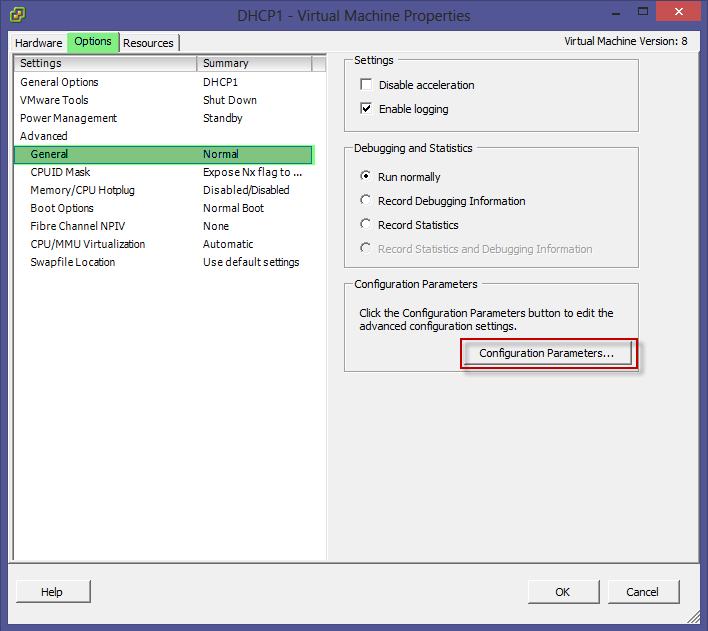 DHCP1 - Virtual Machine Properties
Hardware Options Resources
Virtual Machine Version: 8
Settings Summary
General Options DHCP1
VMware Tools Shut Down
Power Management Standby
Advanced
General Normal
CPUID Mask Expose Nx flag to ...
Memory/CPU Hotplug Disabled/Disabled
Boot Options Normal Boot
Fibre Channel NPIV None
CPU/MMU Virtualization Automatic
Swapfile Location Use default settings
Settings
Disable acceleration
Enable logging
Debugging and Statistics
Run normally
Record Debugging Information
Record Statistics
Record Statistics and Debugging Information
Configuration Parameters
Click the Configuration Parameters button to edit the
advanced configuration settings.
Configuration Parameters...
Help
OK
Cancel